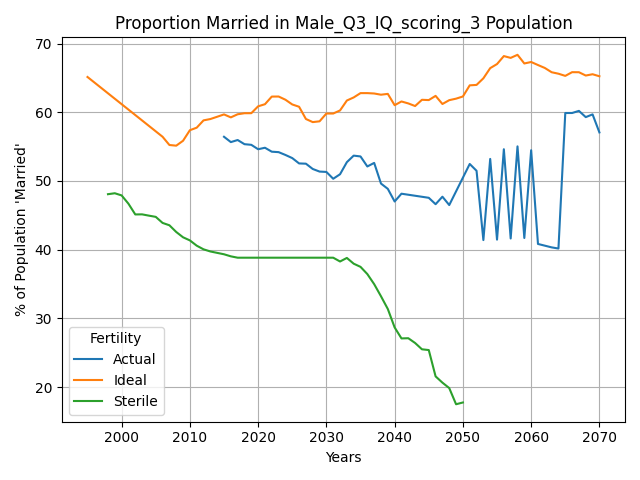 Proportion Married in Male_Q3_IQ_scoring_3 Population
% of Population 'Married'
70
60
50
40
30
20
Fertility
Actual
Ideal
Sterile
2000 2010 2020 2030 2040 2050 2060 2070
Years